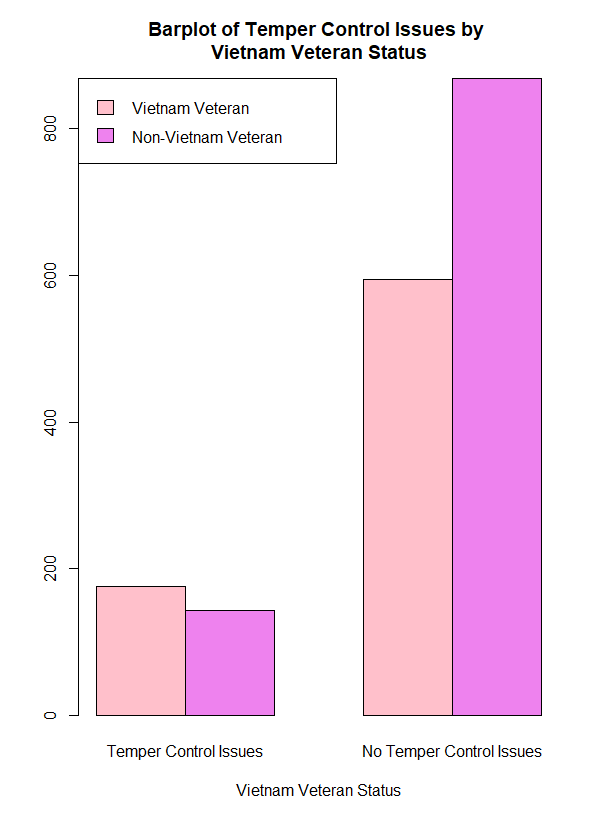 Barplot of Temper Control Issues by
Vietnam Veteran Status
Vietnam Veteran
Non-Vietnam Veteran
800
600
400
200
0
Temper Control Issues
No Temper Control Issues
Vietnam Veteran Status